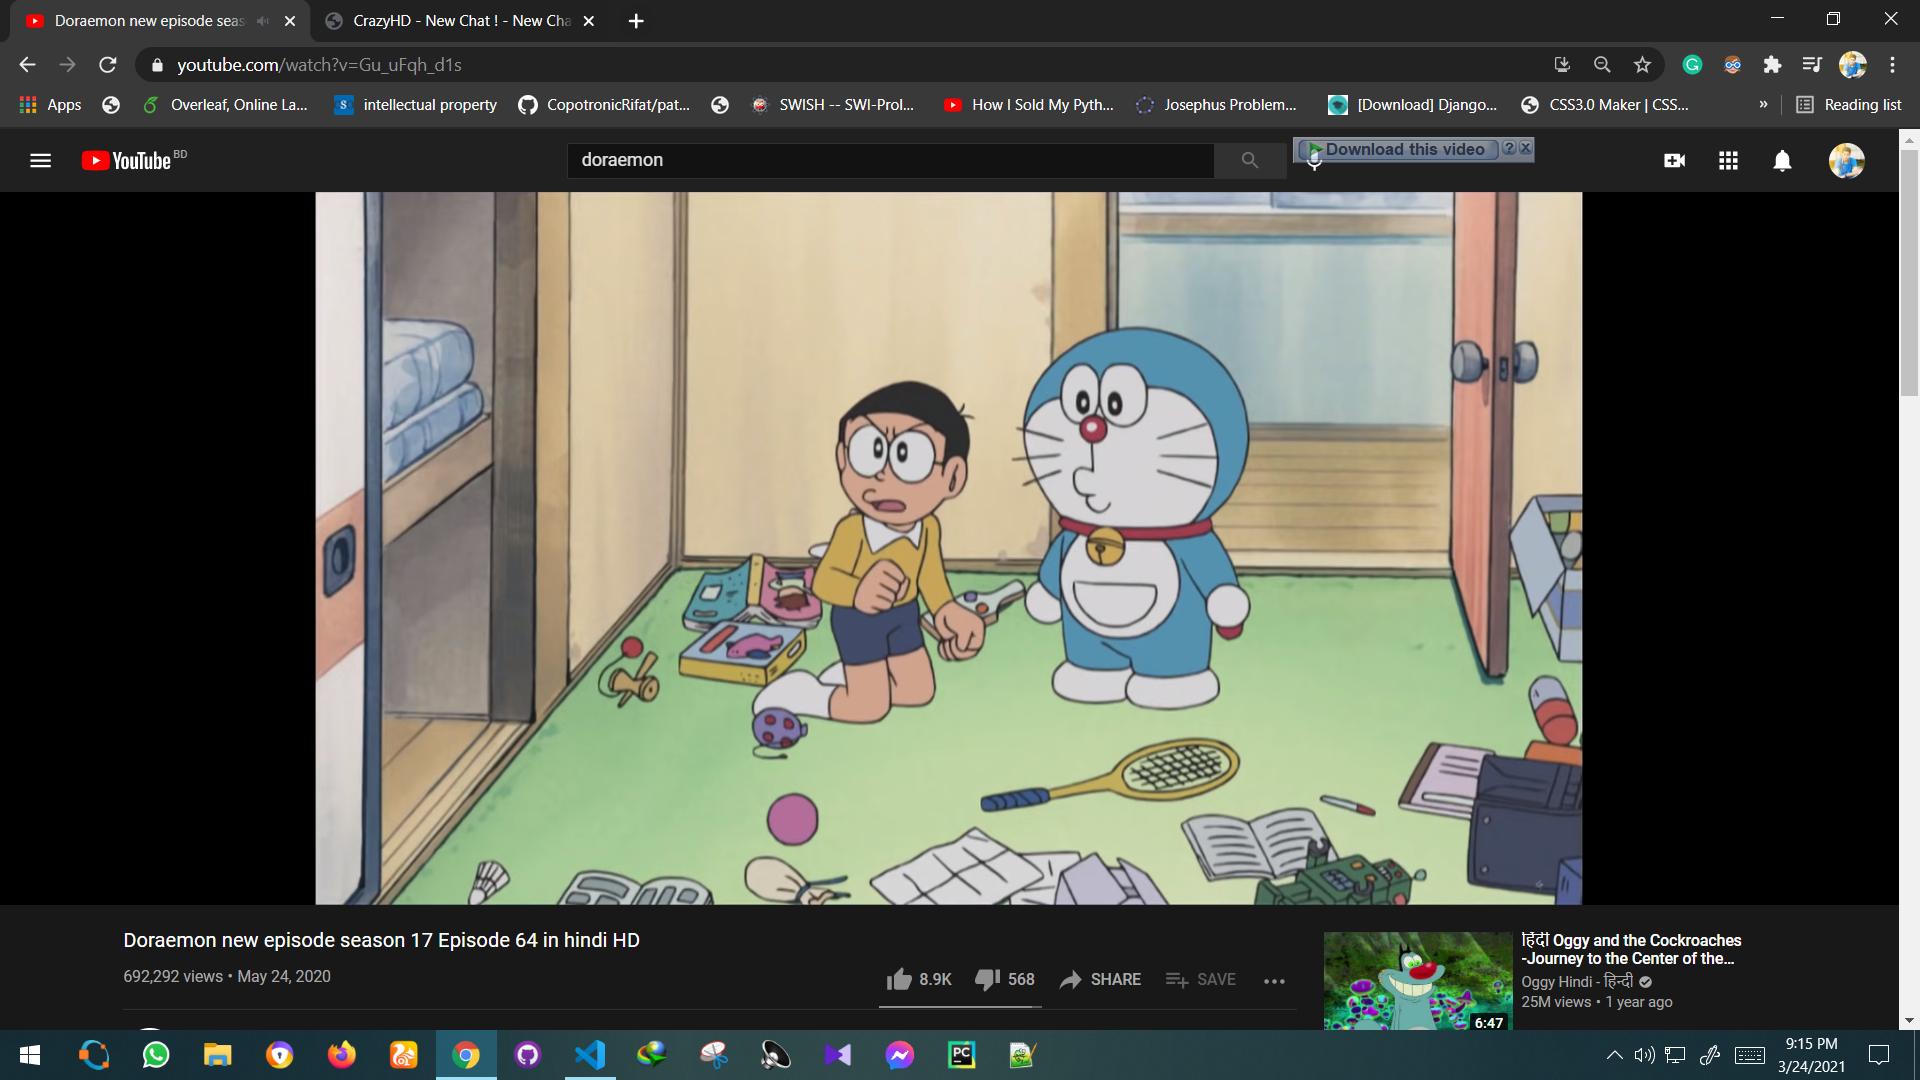 Doraemon new episode seas
CrazyHD - New Chat ! - New Cha
youtube.com/watch?v=Gu_uFqh_d1s
Apps
Overleaf, Online La...
intellectual property
CopotronicRifat/pat...
SWISH -- SWI-Prol...
How I Sold My Pyth...
Josephus Problem...
[Download] Django...
CSS3.0 Maker | CSS...
»
Reading list
YouTube BD
doraemon
Download this video
Doraemon new episode season 17 Episode 64 in hindi HD
692,292 views • May 24, 2020
8.9K
568
SHARE
SAVE
हिंदी Oggy and the Cockroaches
-Journey to the Center of the...
Oggy Hindi - हिन्दी
25M views • 1 year ago
6:47
PC
9:15 PM
3/24/2021